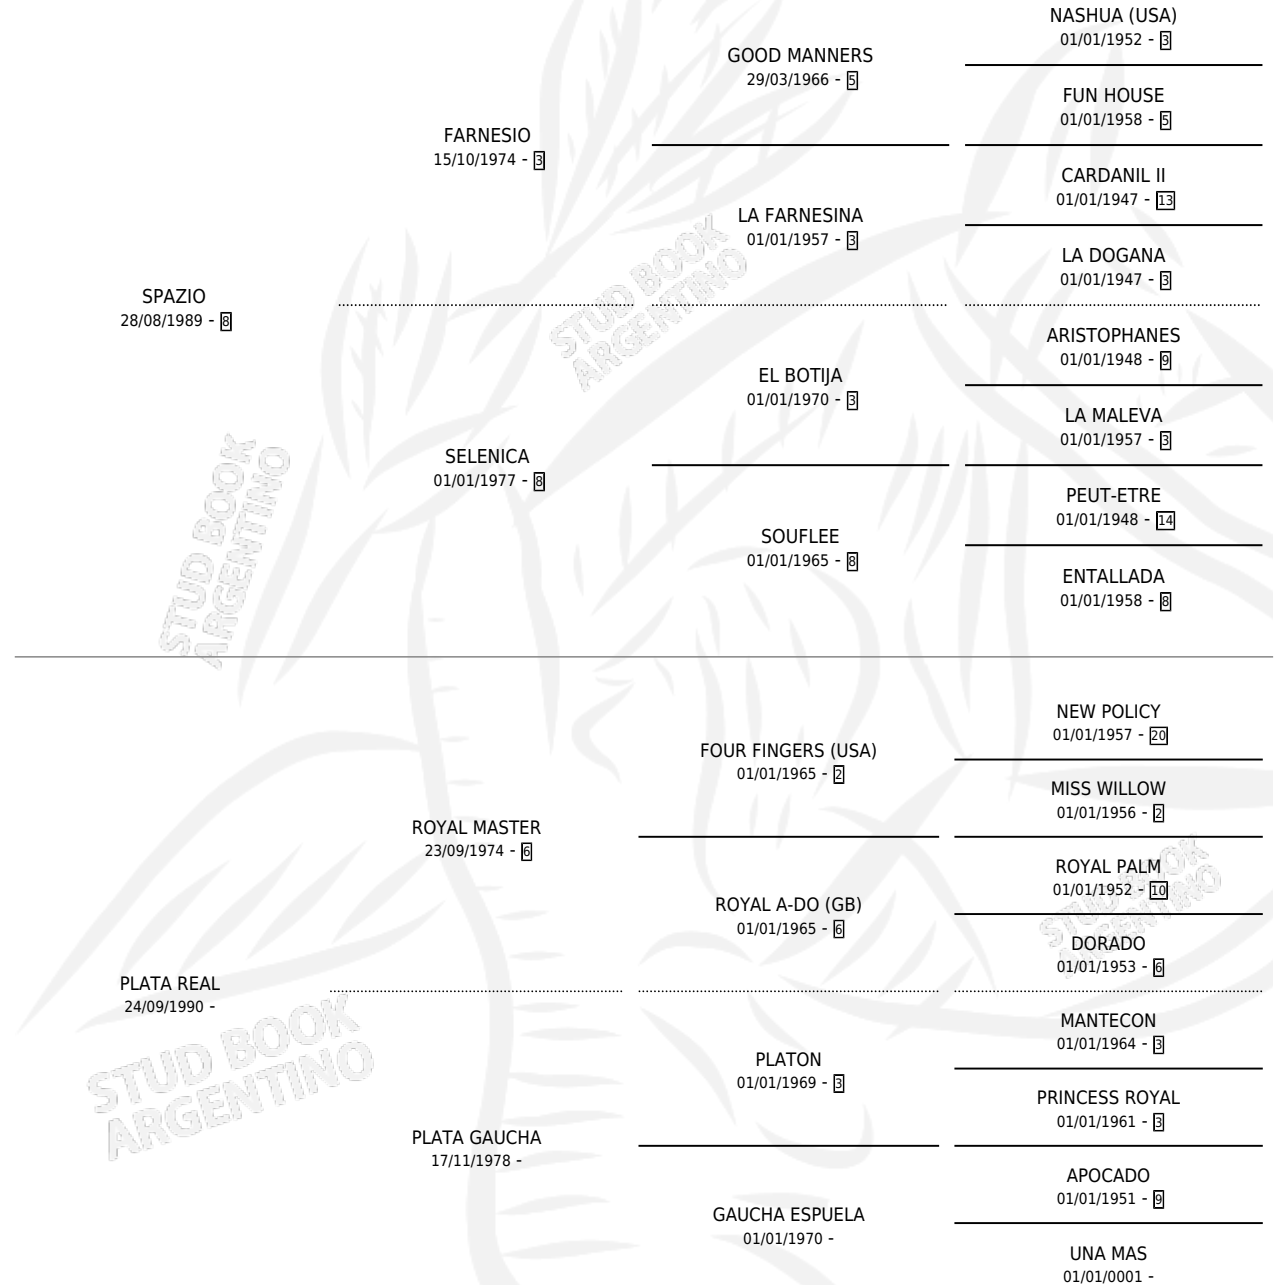 NASHUA (USA)
01/01/1952 - 3
GOOD MANNERS
29/03/1966 - 5
FUN HOUSE
01/01/1958 - 5
FARNESIO
15/10/1974 - 3
CARDANIL II
01/01/1947 - 13
LA FARNESINA
01/01/1957 - 3
LA DOGANA
01/01/1947 - 3
SPAZIO
28/08/1989 - 8
STUD BOOK
ARGENTINO
ARISTOPHANES
01/01/1948 - 9
EL BOTIJA
01/01/1970 - 3
LA MALEVA
01/01/1957 - 3
SELENICA
01/01/1977 - 8
PEUT-ETRE
01/01/1948 - 14
SOUFLEE
01/01/1965 - 8
ENTALLADA
01/01/1958 - 8
STUD BOOK
ARGENTINO
NEW POLICY
01/01/1957 - 20
FOUR FINGERS (USA)
01/01/1965 - 2
MISS WILLOW
01/01/1956 - 2
ROYAL MASTER
23/09/1974 - 6
ROYAL PALM
01/01/1952 - 10
ROYAL A-DO (GB)
01/01/1965 - 6
STUD BOOK
ARGENTINO
DORADO
01/01/1953 - 6
PLATA REAL
24/09/1990 -
MANTECON
01/01/1964 - 3
PLATON
01/01/1969 - 3
STUD BOOK
ARGENTINO
PRINCESS ROYAL
01/01/1961 - 3
PLATA GAUCHA
17/11/1978 -
APOCADO
01/01/1951 - 9
GAUCHA ESPUELA
01/01/1970 -
UNA MAS
01/01/0001 -